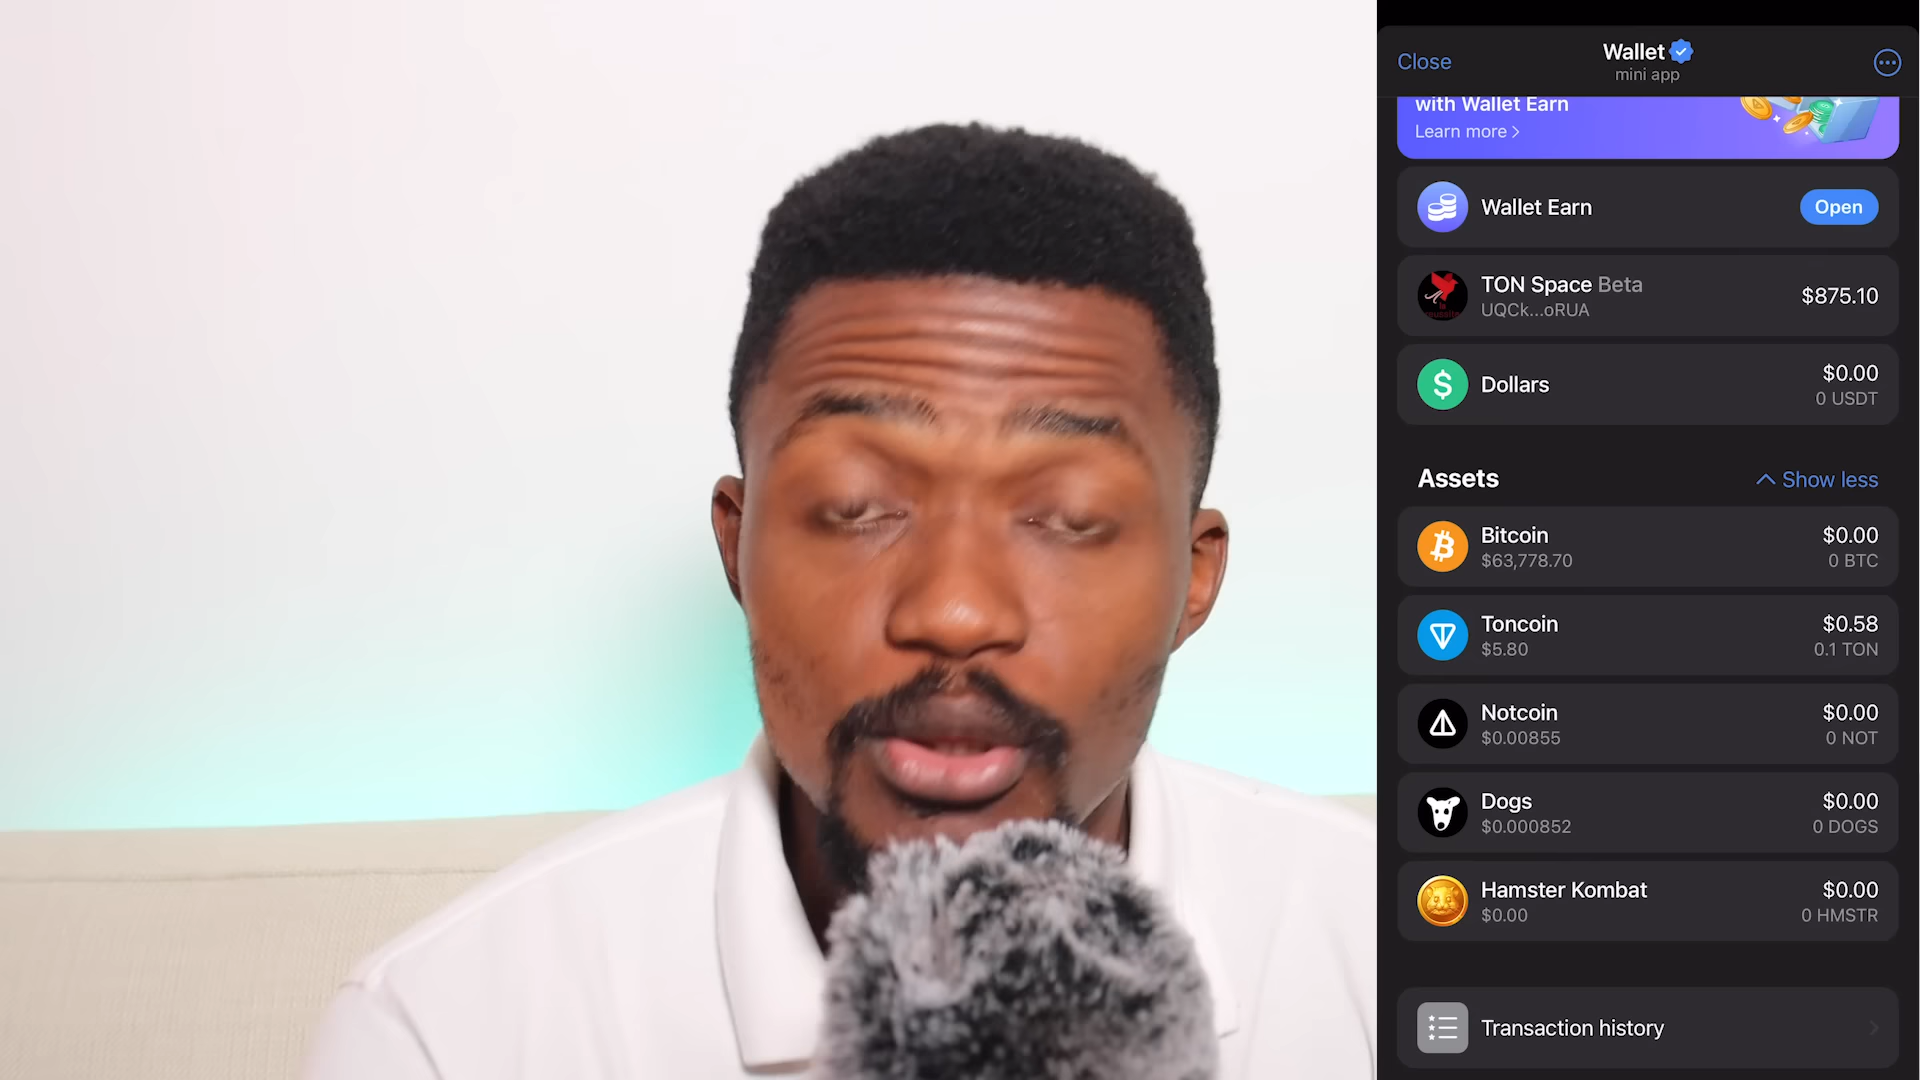 Close
Wallet
mini app
with Wallet Earn
Learn more >
Wallet Earn
Open
TON Space Beta
UQCk...oRUA
$875.10
Dollars
$0.00
0 USDT
Assets
Show less
Bitcoin
$0.00
$63,778.70
0 BTC
Toncoin
$0.58
$5.80
0.1 TON
Notcoin
$0.00
$0.00855
0 NOT
Dogs
$0.00
$0.000852
0 DOGS
Hamster Kombat
$0.00
$0.00
0 HMSTR
Transaction history